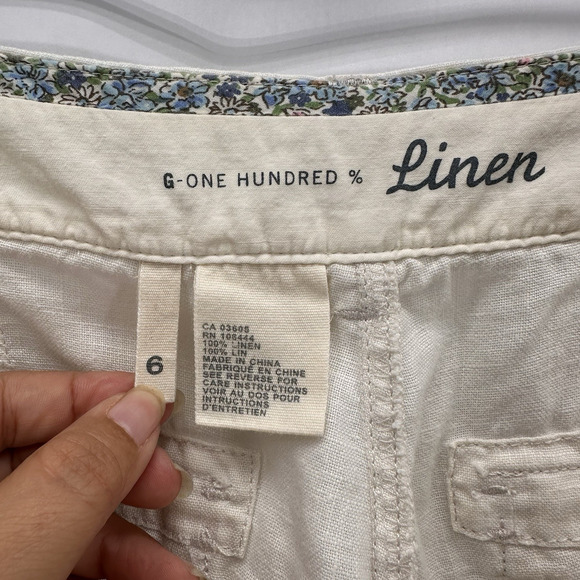 G-ONE HUNDRED % Linen
6
CA 03605
RN 108444
100% LINEN
100% LIN
MADE IN CHINA
FABRIQUÉ EN CHINE
SEE REVERSE FOR
CARE INSTRUCTIONS
VOIR AU DOS POUR
INTRUCTIONS
D'ENTRETIEN